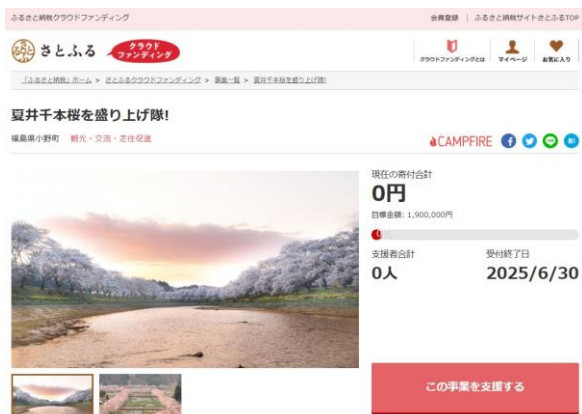 ふるさと納税クラウドファンディング
会員登録 | ふるさと納税サイトさとふるTOP
さとふる クラウドファンディング
クラウドファンディングとは マイページ お気に入り
「ふるさと納税」ホーム > さとふるクラウドファンディング > 事業一覧 > 夏井千本桜を盛り上げ隊!
夏井千本桜を盛り上げ隊!
福島県小野町 観光・交流・定住促進
CAMPFIRE
現在の寄付合計
0円
目標金額: 1,900,000円
支援者合計 受付終了日
0人 2025/6/30
この事業を支援する